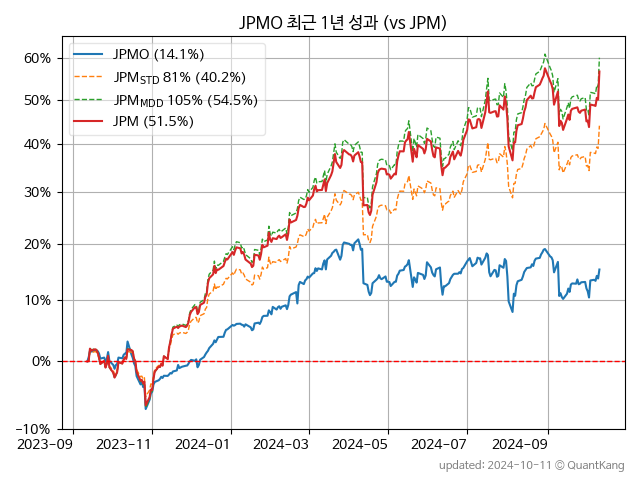 JPMO 최근 1년 성과 (vs JPM)
JPMO (14.1%)
JPM_STD 81% (40.2%)
JPM_MDD 105% (54.5%)
JPM (51.5%)
60%
50%
40%
30%
20%
10%
0%
−10%
2023-09 2023-11 2024-01 2024-03 2024-05 2024-07 2024-09
updated: 2024-10-11 © QuantKang